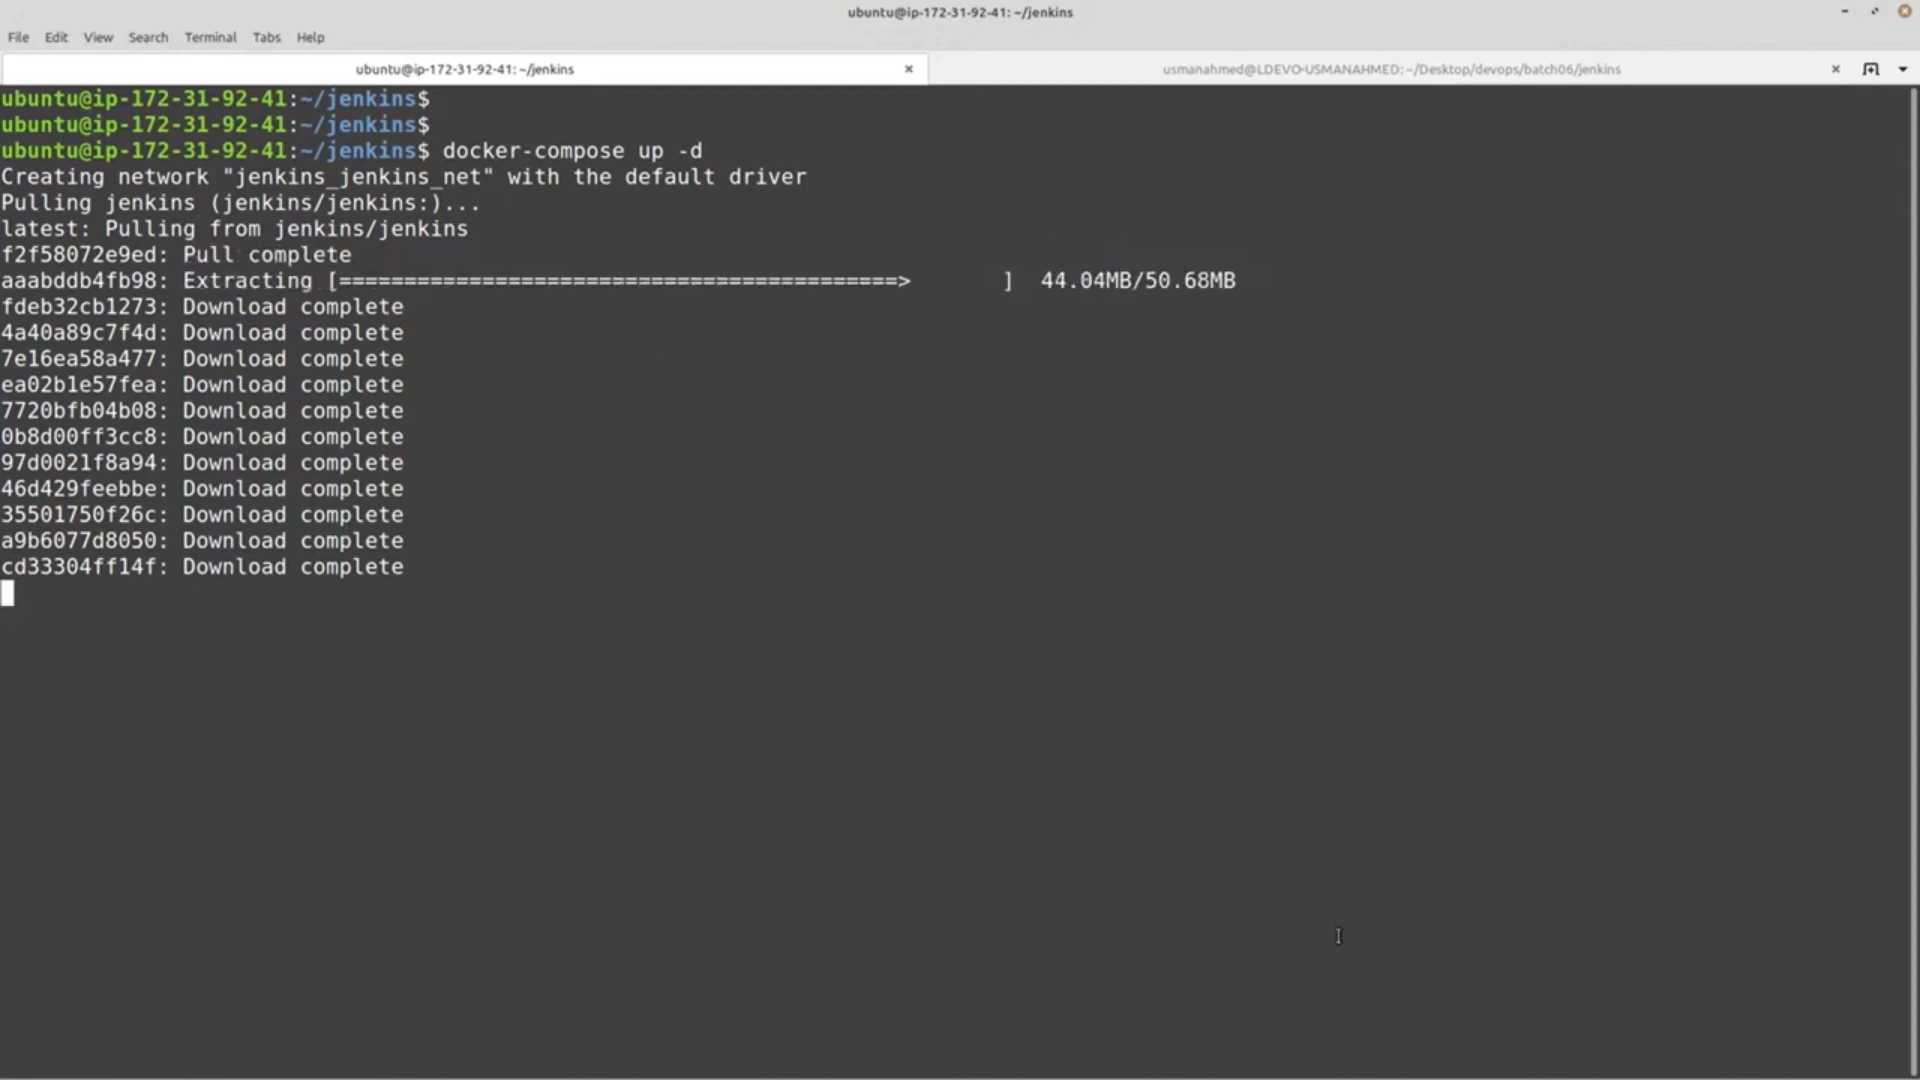 ubuntu@ip-172-31-92-41: ~/jenkins
File Edit View Search Terminal Tabs Help
ubuntu@ip-172-31-92-41: ~/jenkins
usmanahmed@LDEVO-USMANAHMED: ~/Desktop/devops/batch06/jenkins
ubuntu@ip-172-31-92-41:~/jenkins$
ubuntu@ip-172-31-92-41:~/jenkins$
ubuntu@ip-172-31-92-41:~/jenkins$ docker-compose up -d
Creating network "jenkins_jenkins_net" with the default driver
Pulling jenkins (jenkins/jenkins:)...
latest: Pulling from jenkins/jenkins
f2f58072e9ed: Pull complete
aaabddb4fb98: Extracting [===========================================>       ]  44.04MB/50.68MB
fdeb32cb1273: Download complete
4a40a89c7f4d: Download complete
7e16ea58a477: Download complete
ea02b1e57fea: Download complete
7720bfb04b08: Download complete
0b8d00ff3cc8: Download complete
97d0021f8a94: Download complete
46d429feebbe: Download complete
35501750f26c: Download complete
a9b6077d8050: Download complete
cd33304ff14f: Download complete